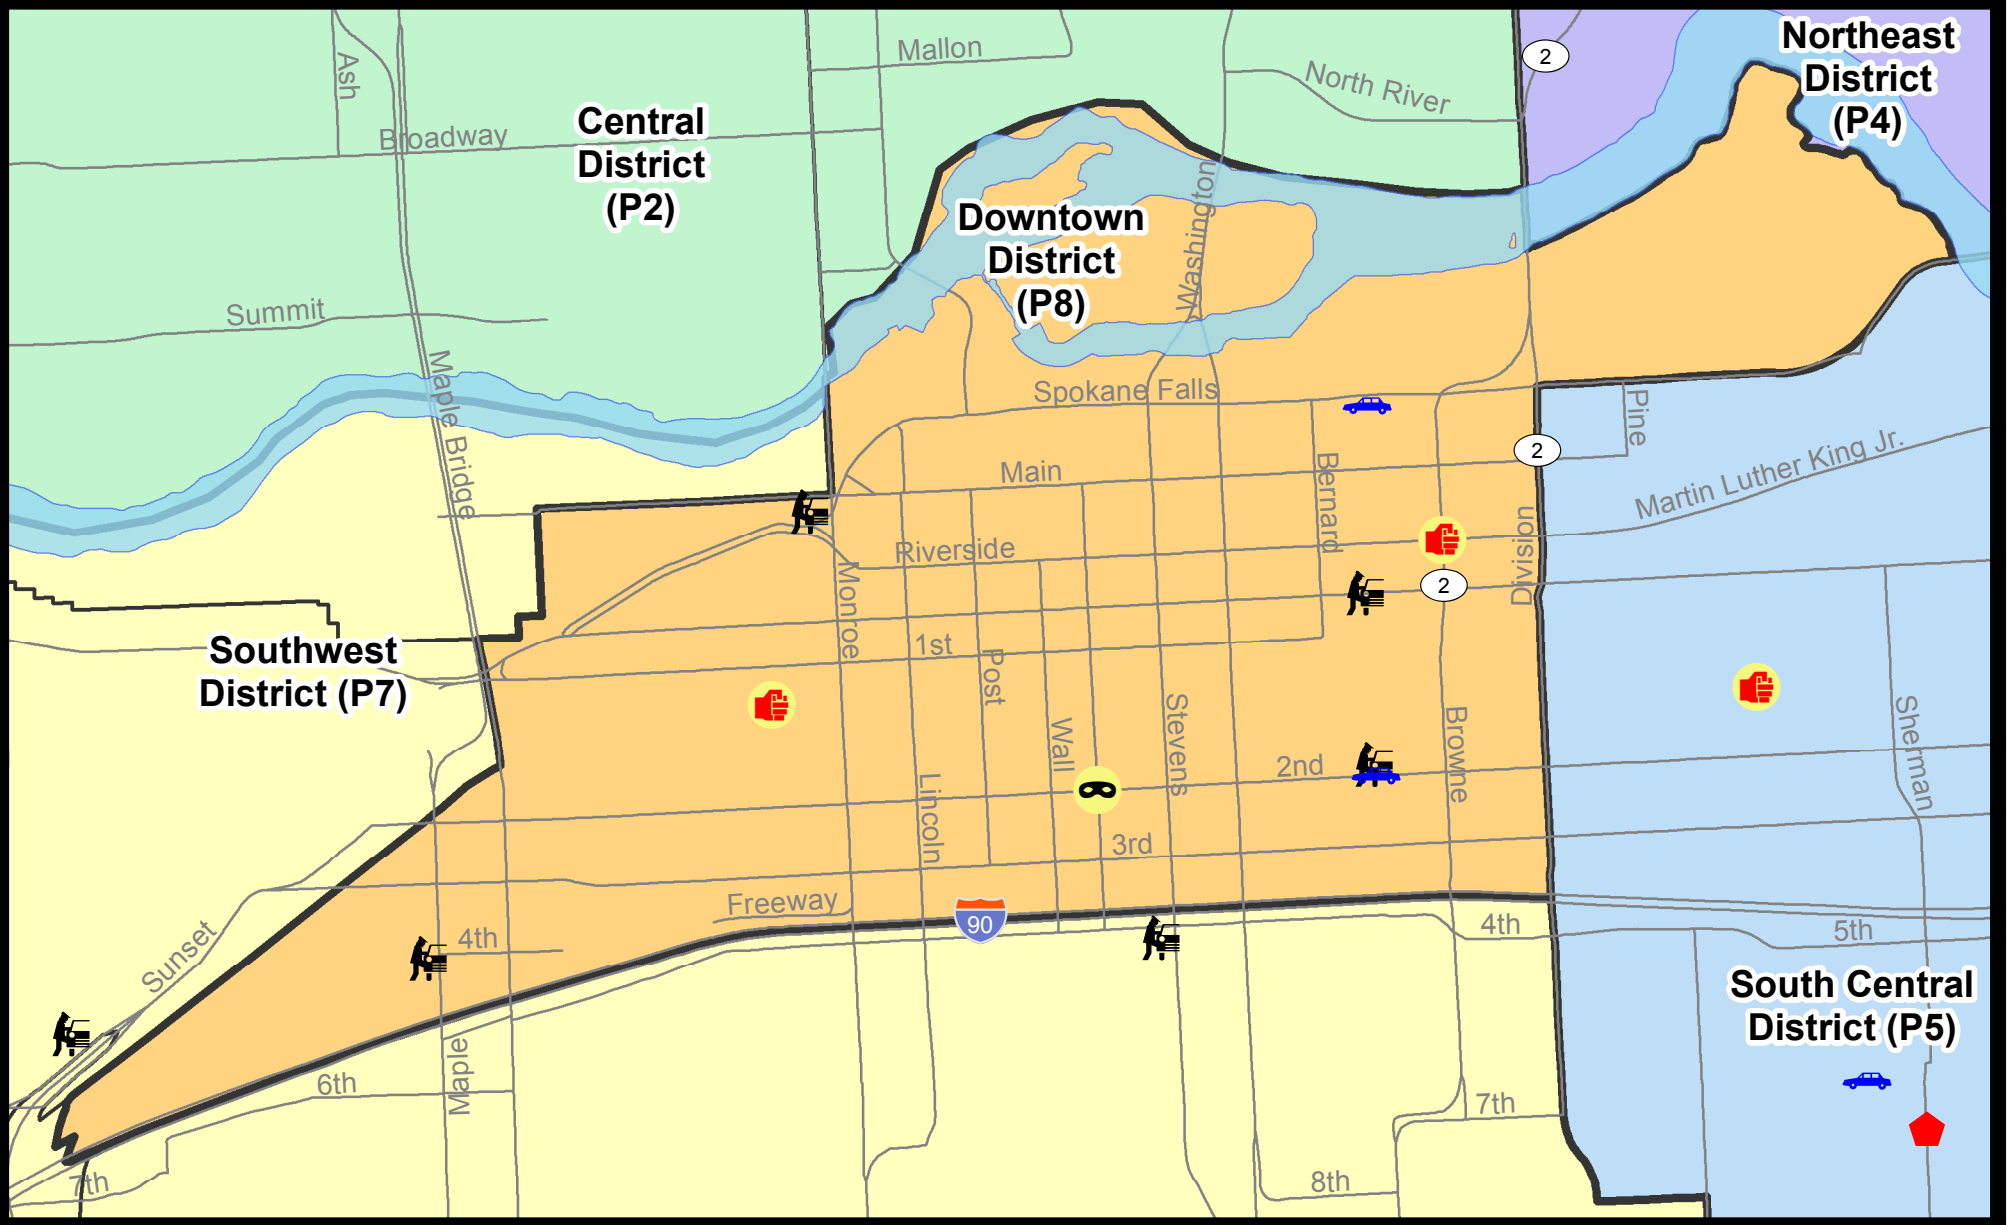 Northeast
District
(P4)
2
Ash
Mallon
North River
Central
District
(P2)
Broadway
Washington
Downtown
District
(P8)
Summit
Maple Bridge
Spokane Falls
Pine
Main
2
Bernard
Martin Luther King Jr.
Riverside
Division
2
Monroe
1st
Southwest
District (P7)
Post
Wall
Stevens
2nd
Browne
Sherman
Lincoln
3rd
Freeway
90
4th
4th
5th
Sunset
South Central
District (P5)
Maple
6th
7th
7th
8th